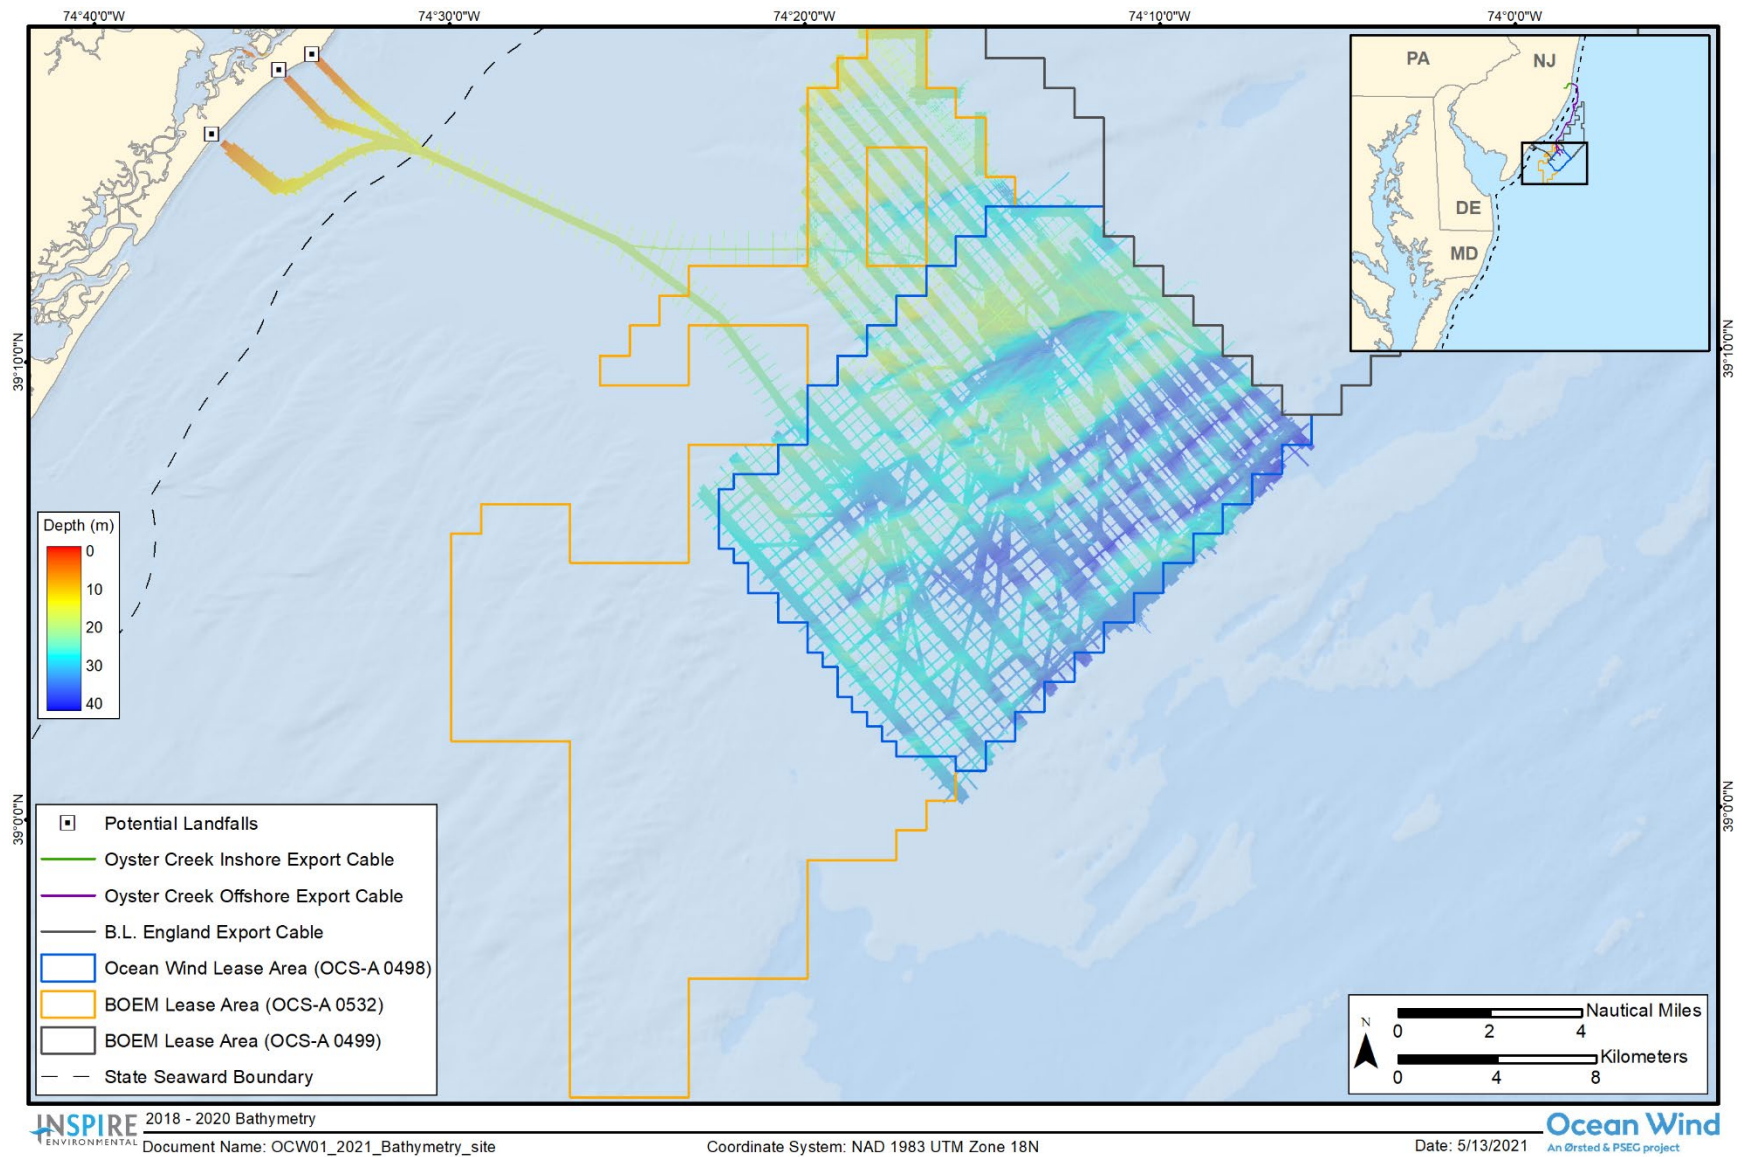 74°40'0"W 74°30'0"W 74°20'0"W 74°10'0"W 74°0'0"W
PA
NJ
DE
MD
39°10'0"N
39°10'0"N
Depth (m)
0
10
20
30
40
39°0'0"N
39°0'0"N
Potential Landfalls
Oyster Creek Inshore Export Cable
Oyster Creek Offshore Export Cable
B.L. England Export Cable
Ocean Wind Lease Area (OCS-A 0498)
BOEM Lease Area (OCS-A 0532)
BOEM Lease Area (OCS-A 0499)
State Seaward Boundary
N
Nautical Miles
0 2 4
Kilometers
0 4 8
INSPIRE
ENVIRONMENTAL
2018 - 2020 Bathymetry
Document Name: OCW01_2021_Bathymetry_site
Coordinate System: NAD 1983 UTM Zone 18N
Date: 5/13/2021
Ocean Wind
An Ørsted & PSEG project